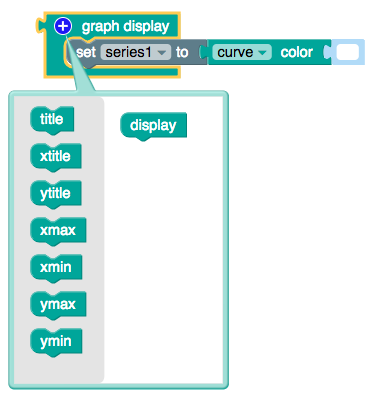 graph display
set series1 to curve color
title
display
xtitle
ytitle
xmax
xmin
ymax
ymin